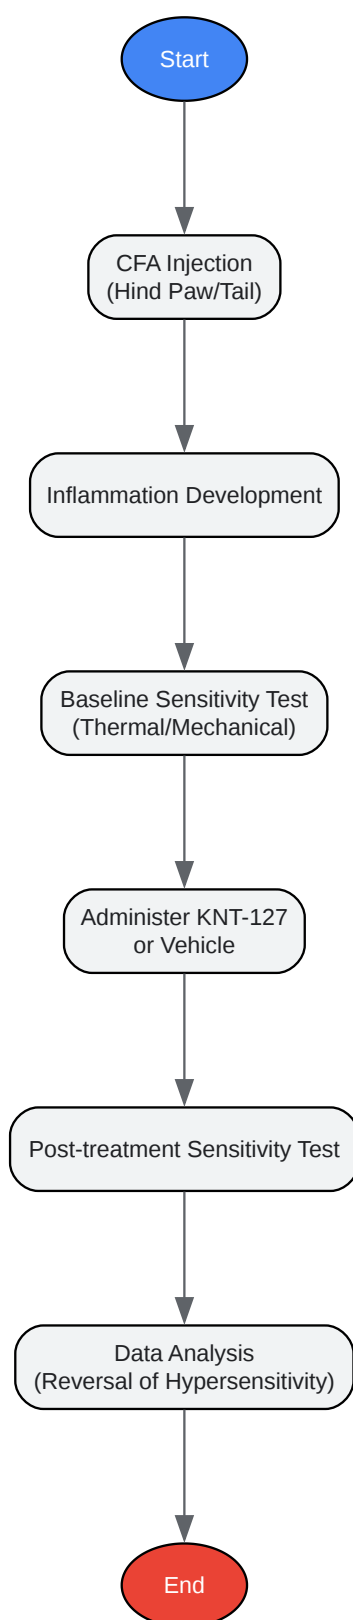 Start
CFA Injection
(Hind Paw/Tail)
Inflammation Development
Baseline Sensitivity Test
(Thermal/Mechanical)
Administer KNT-127
or Vehicle
Post-treatment Sensitivity Test
Data Analysis
(Reversal of Hypersensitivity)
End